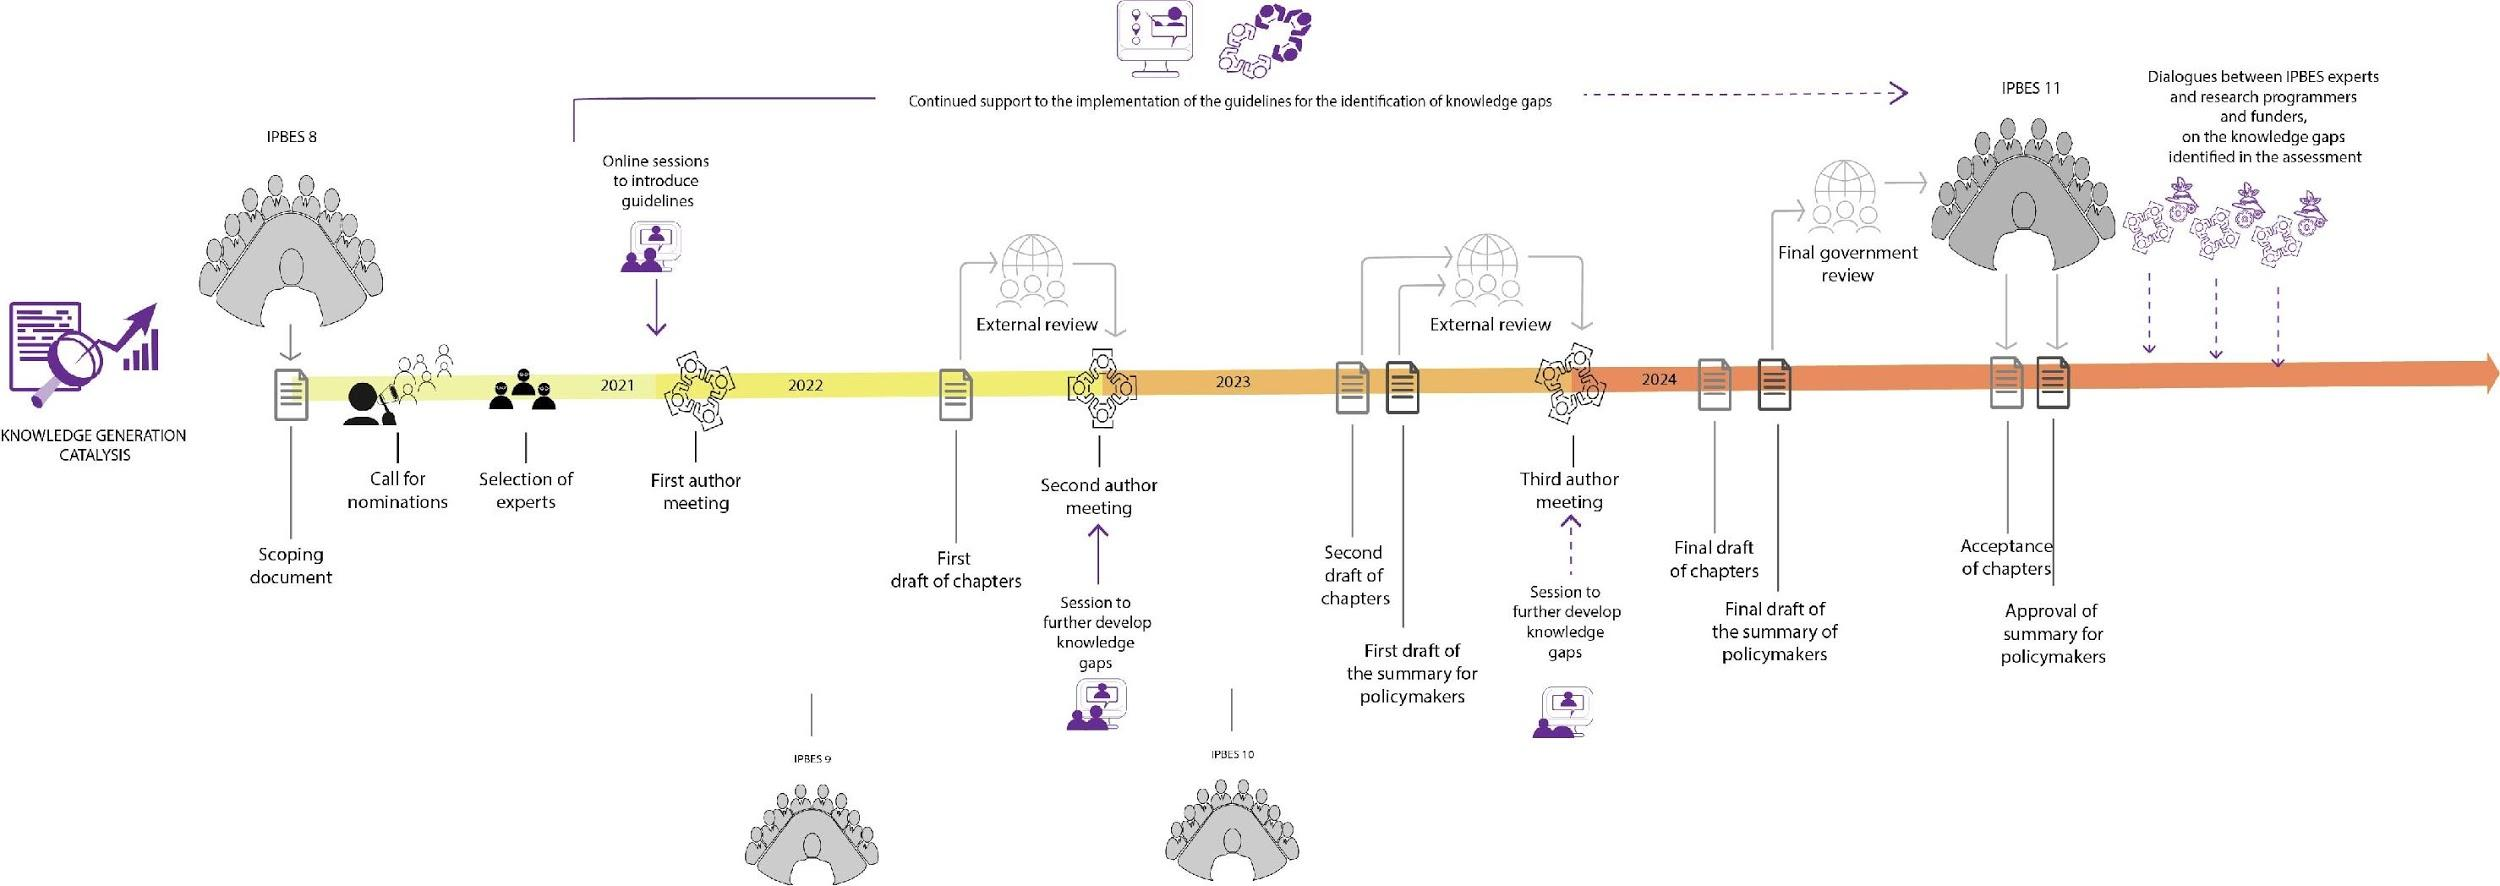 Continued support to the implementation of the guidelines for the identification of knowledge gaps
IPBES 8
IPBES 11
Dialogues between IPBES experts
and research programmers
and funders,
on the knowledge gaps
identified in the assessment
Online sessions
to introduce
guidelines
External review
External review
Final government
review
KNOWLEDGE GENERATION
CATALYSIS
2021
2022
2023
2024
Scoping
document
Call for
nominations
Selection of
experts
First author
meeting
First
draft of chapters
Second author
meeting
Session to
further develop
knowledge
gaps
Second
draft of
chapters
First draft of
the summary for
policymakers
Third author
meeting
Session to
further develop
knowledge
gaps
Final draft
of chapters
Final draft of
the summary of
policymakers
Acceptance
of chapters
Approval of
summary for
policymakers
IPBES 9
IPBES 10